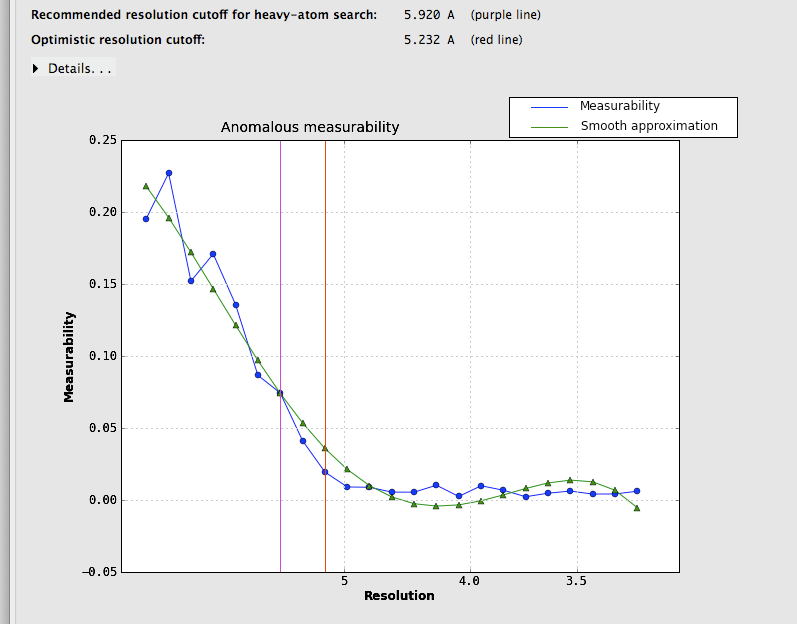 Recommended resolution cutoff for heavy-atom search: 5.920 A (purple line)
Optimistic resolution cutoff: 5.232 A (red line)
Details...
Measurability
Smooth approximation
Anomalous measurability
0.25
0.20
0.15
0.10
0.05
0.00
−0.05
Measurability
5 4.0 3.5
Resolution